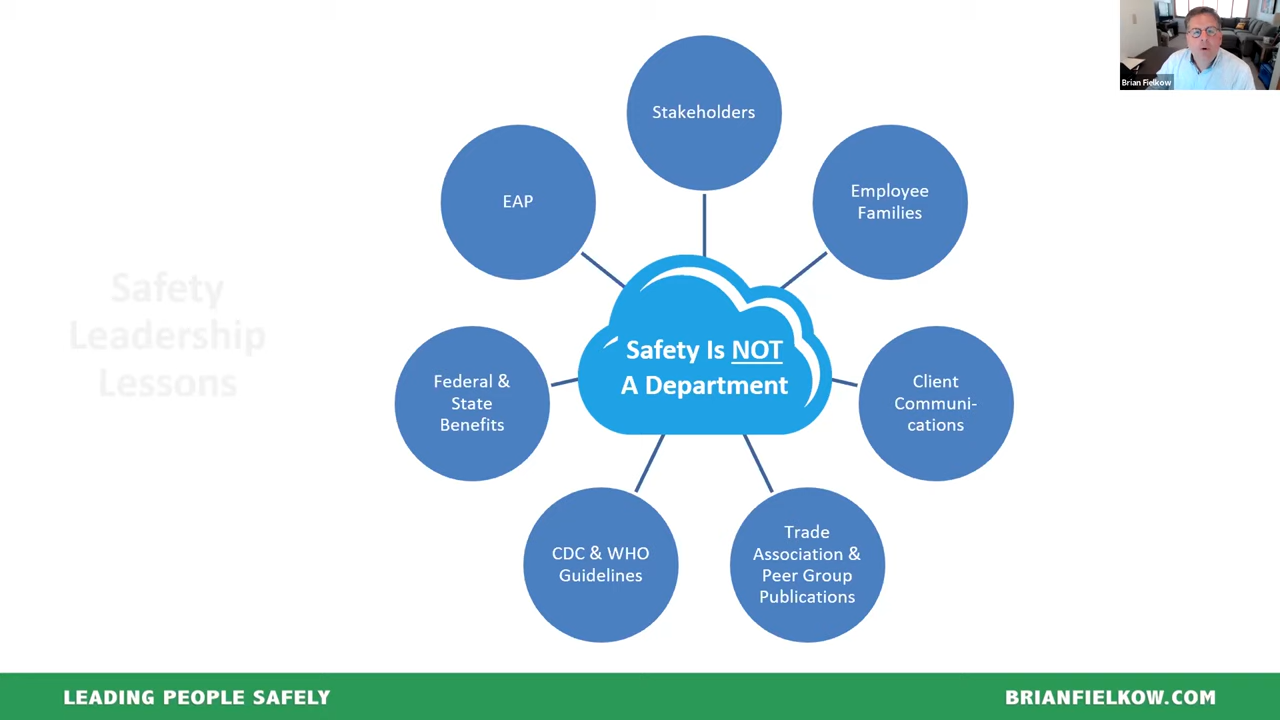 Brian Fielkow
Stakeholders
EAP
Employee
Families
Safety
Leadership
Lessons
Safety Is NOT
A Department
Federal &
State
Benefits
Client
Communi-
cations
CDC & WHO
Guidelines
Trade
Association &
Peer Group
Publications
LEADING PEOPLE SAFELY
BRIANFIELKOW.COM